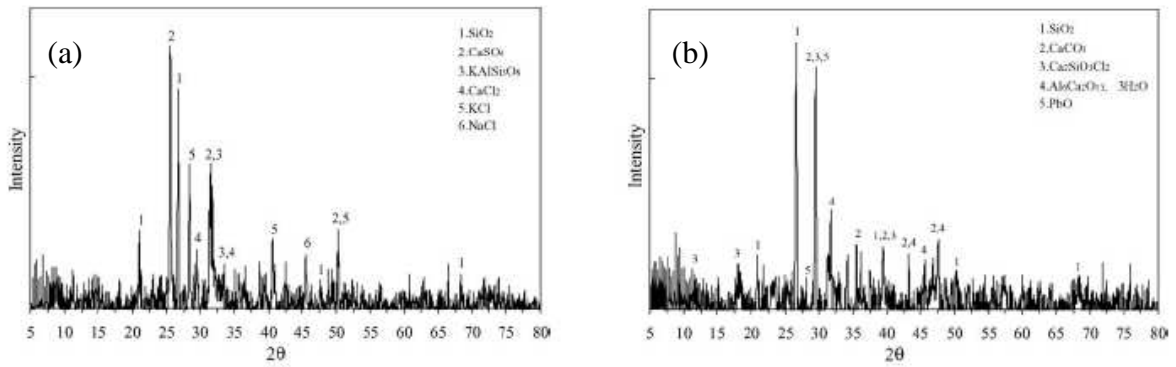 (a)
1.SiO₂
2.CaSO₄
3.KAlSi₃O₈
4.CaCl₂
5.KCl
6.NaCl
2
1
5
2,3
1
4
3,4
5
6
1
2,5
1
Intensity
5 10 15 20 25 30 35 40 45 50 55 60 65 70 75 80
2θ
(b)
1.SiO₂
2.CaCO₃
3.Ca₂SiO₃Cl₂
5.PbO
1
2,3,5
4
3
1
5
2
1,2,3
2,4
4
2,4
1
1
Intensity
5 10 15 20 25 30 35 40 45 50 55 60 65 70 75 80
2θ